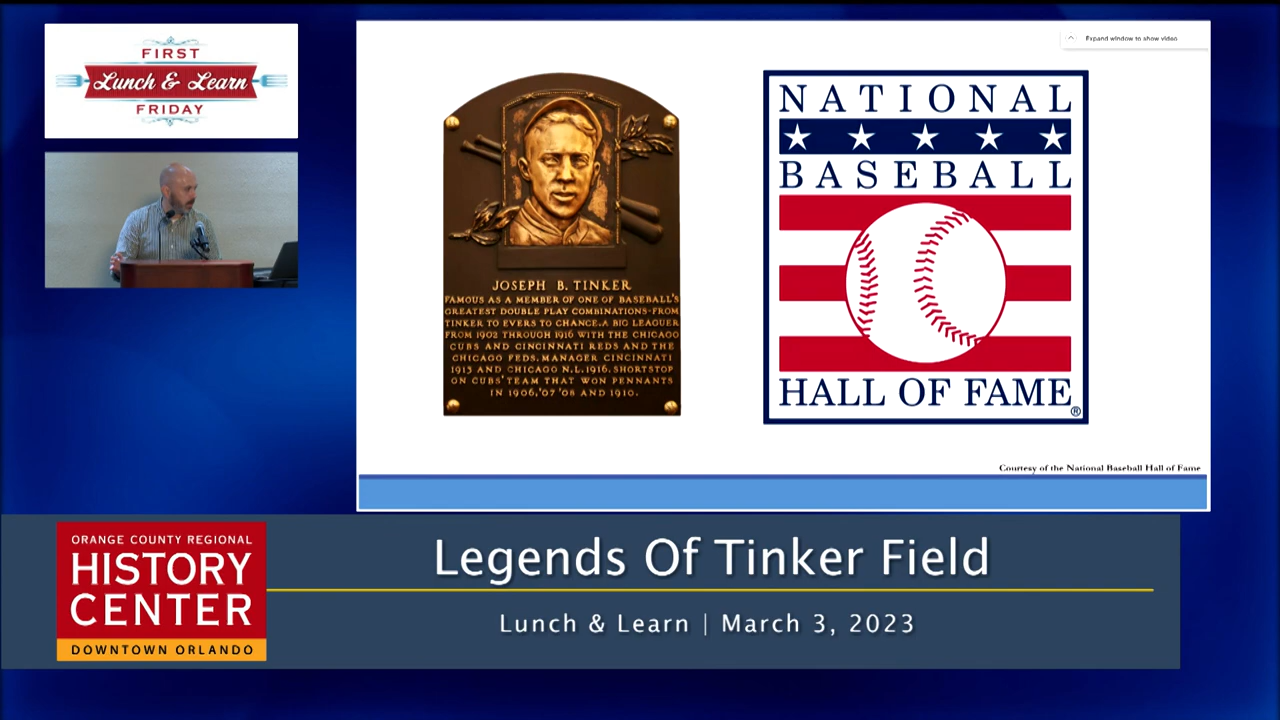 FIRST
Lunch & Learn
FRIDAY
Expand window to show video
JOSEPH B. TINKER
FAMOUS AS A MEMBER OF ONE OF BASEBALL'S
GREATEST DOUBLE PLAY COMBINATIONS-FROM
TINKER TO EVERS TO CHANCE.A BIG LEAGUER
FROM 1902 THROUGH 1916 WITH THE CHICAGO
CUBS AND CINCINNATI REDS AND THE
CHICAGO FEDS. MANAGER CINCINNATI
1913 AND CHICAGO N.L.1916. SHORTSTOP
ON CUBS' TEAM THAT WON PENNANTS
IN 1906,'07 '08 AND 1910.
NATIONAL
BASEBALL
HALL OF FAME®
Courtesy of the National Baseball Hall of Fame
ORANGE COUNTY REGIONAL
HISTORY
CENTER
DOWNTOWN ORLANDO
Legends Of Tinker Field
Lunch & Learn | March 3, 2023